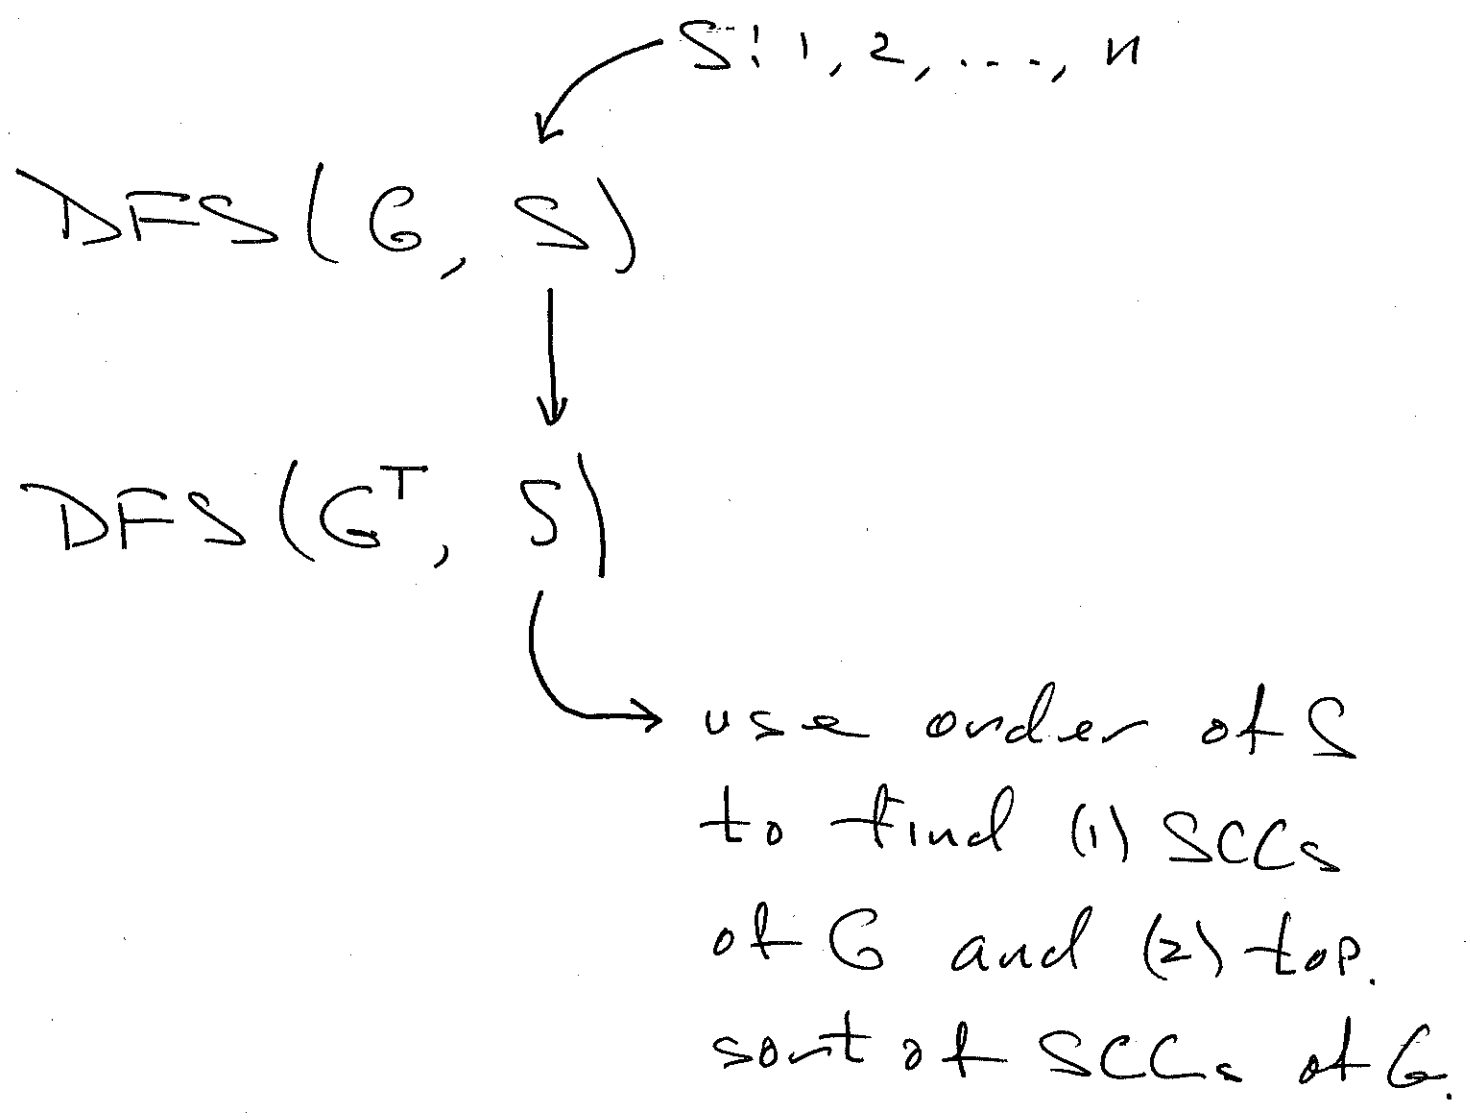 S: 1, 2, ..., n
DFS(G, S)
DFS(G^T, S)
use order of S
to find (1) SCCs
of G and (2) top.
sort of SCCs of G.